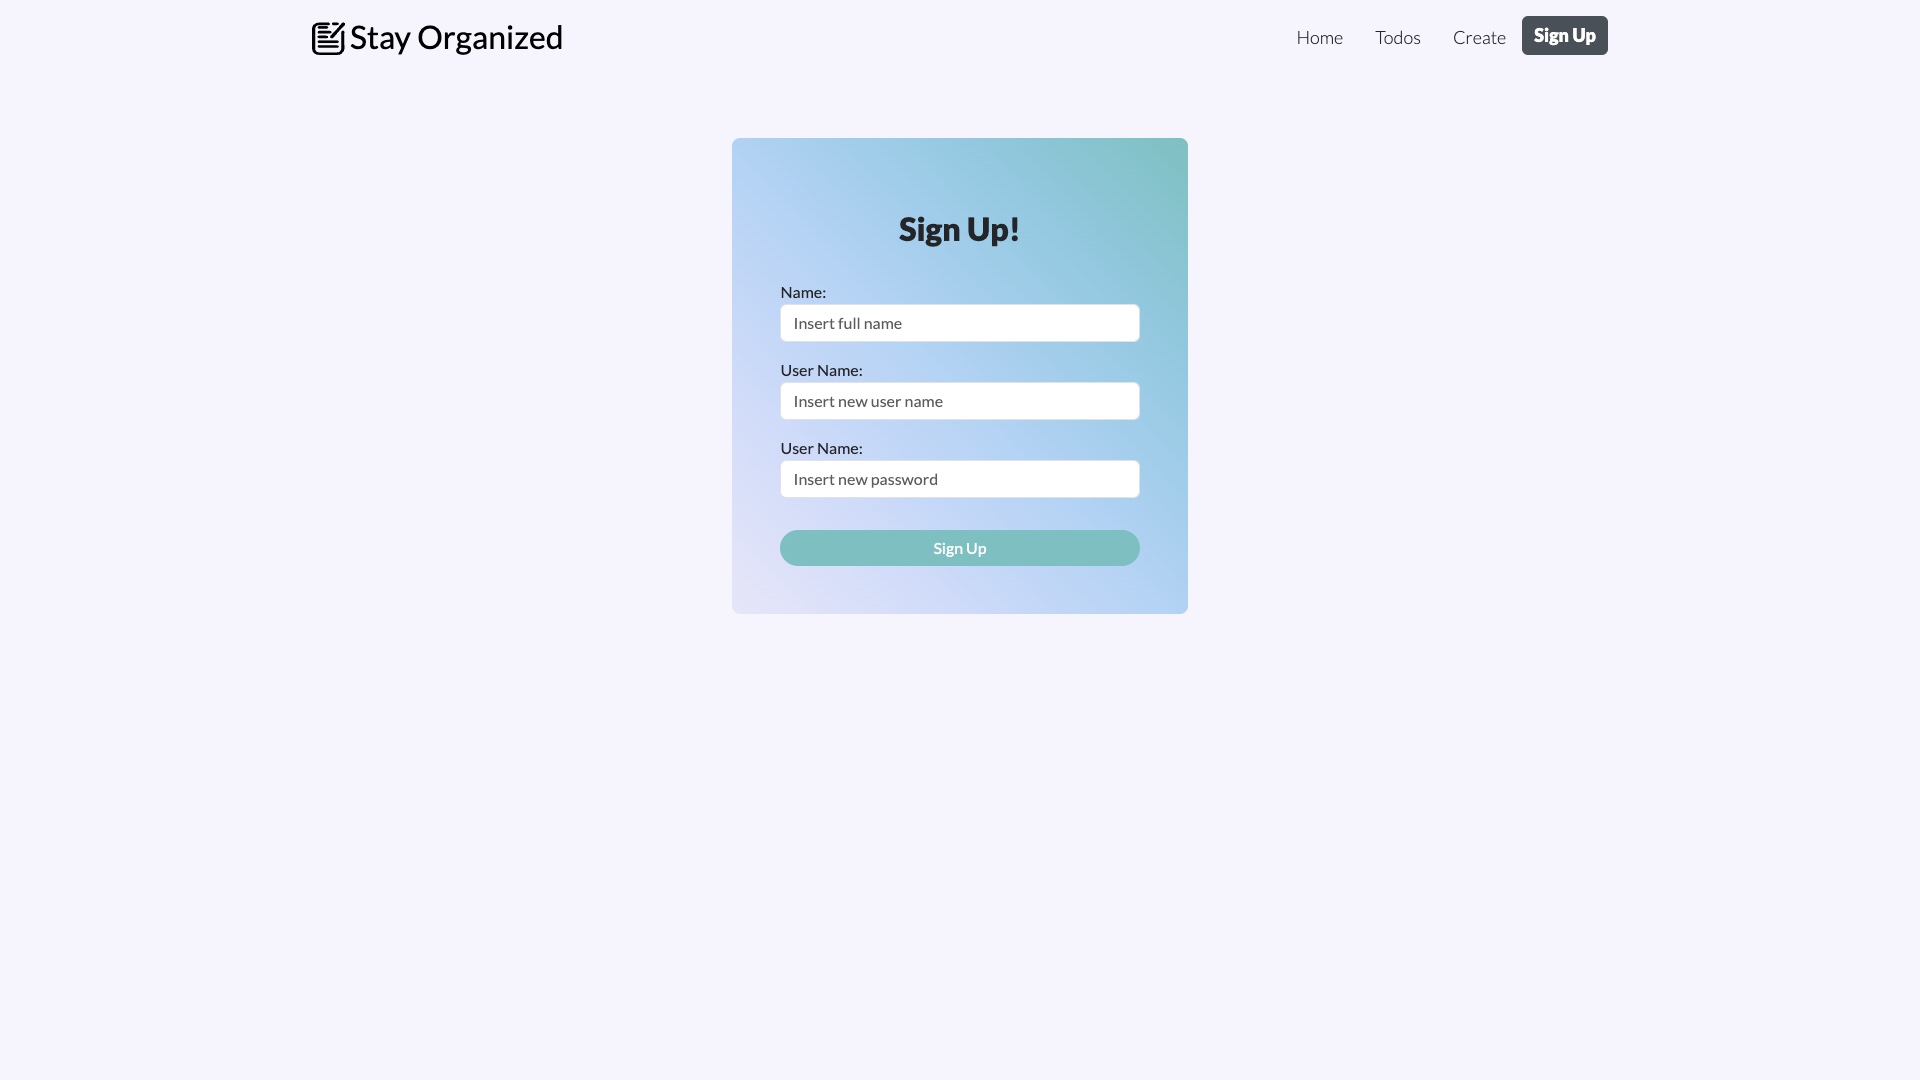 Stay Organized
Home
Todos
Create
Sign Up
Sign Up!
Name:
Insert full name
User Name:
Insert new user name
User Name:
Insert new password
Sign Up